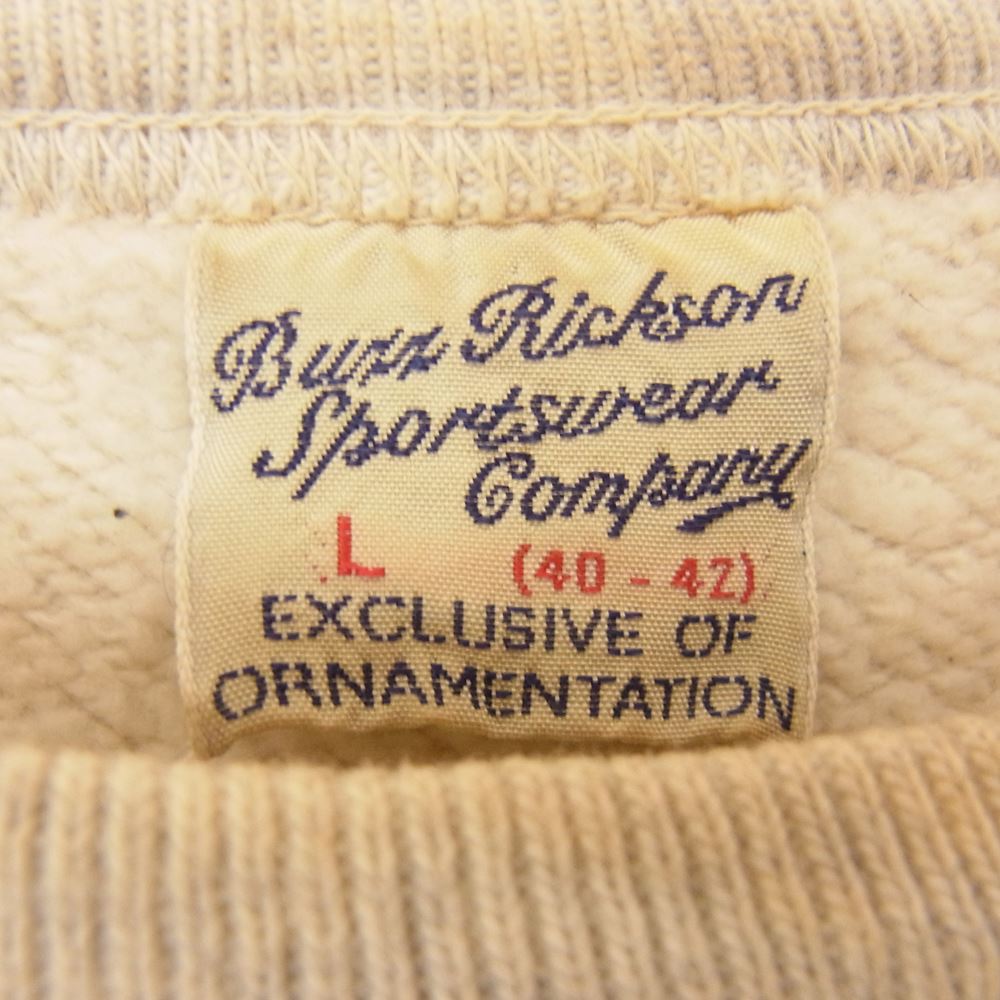 Buzz Rickson
Sportswear
Company
L (40 - 42)
EXCLUSIVE OF
ORNAMENTATION